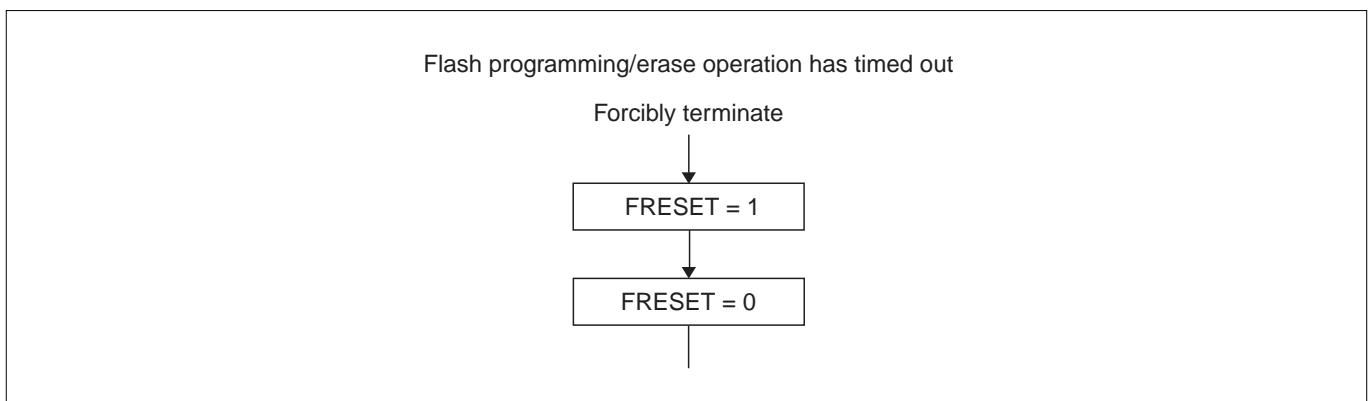 Flash programming/erase operation has timed out
Forcibly terminate
FRESET = 1
FRESET = 0